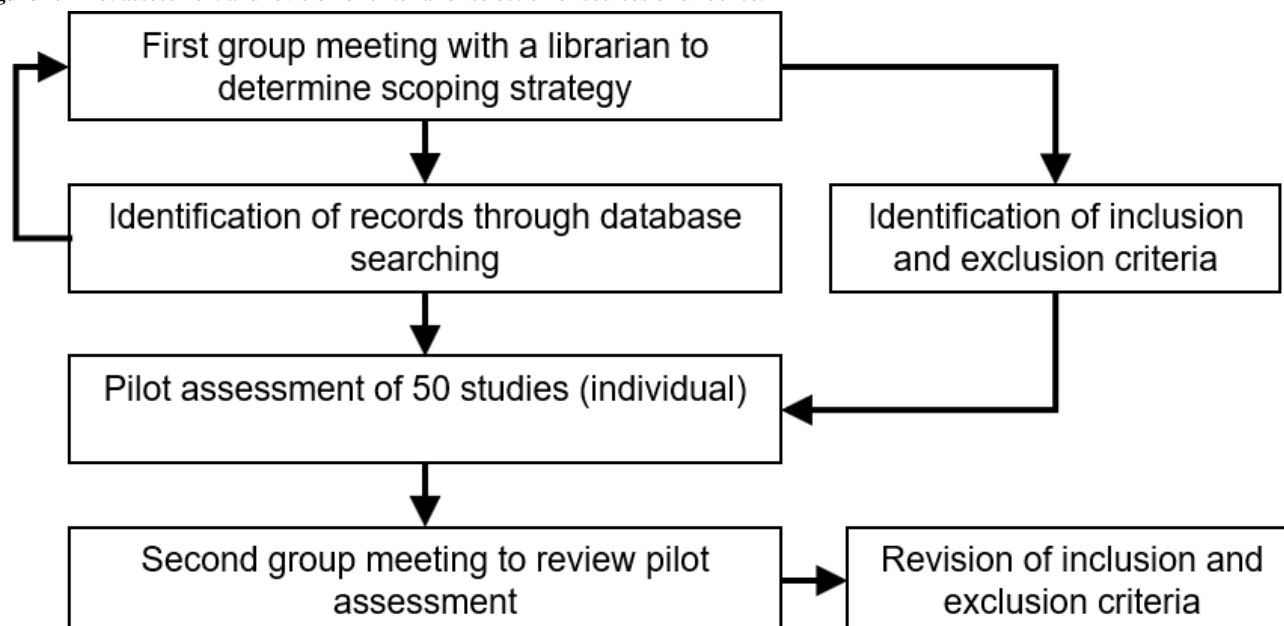 First group meeting with a librarian to
determine scoping strategy
Identification of records through database
searching
Identification of inclusion
and exclusion criteria
Pilot assessment of 50 studies (individual)
Second group meeting to review pilot
assessment
Revision of inclusion and
exclusion criteria